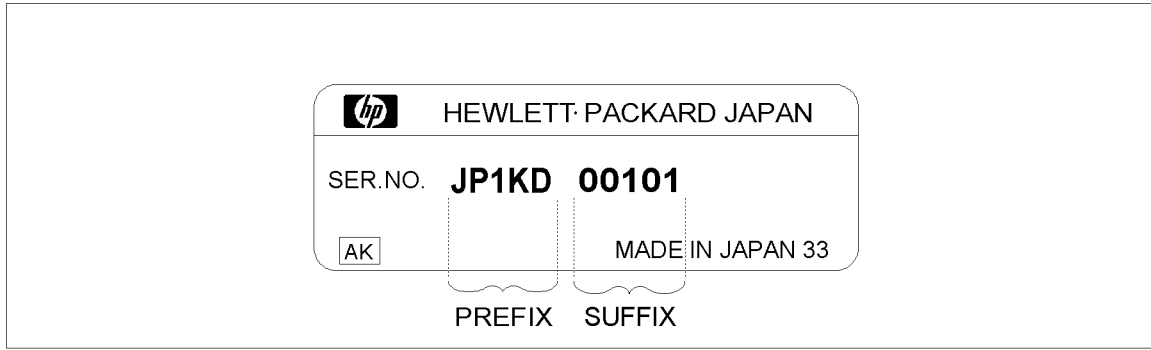 hp HEWLETT·PACKARD JAPAN
SER.NO. JP1KD 00101
AK MADE IN JAPAN 33
PREFIX SUFFIX